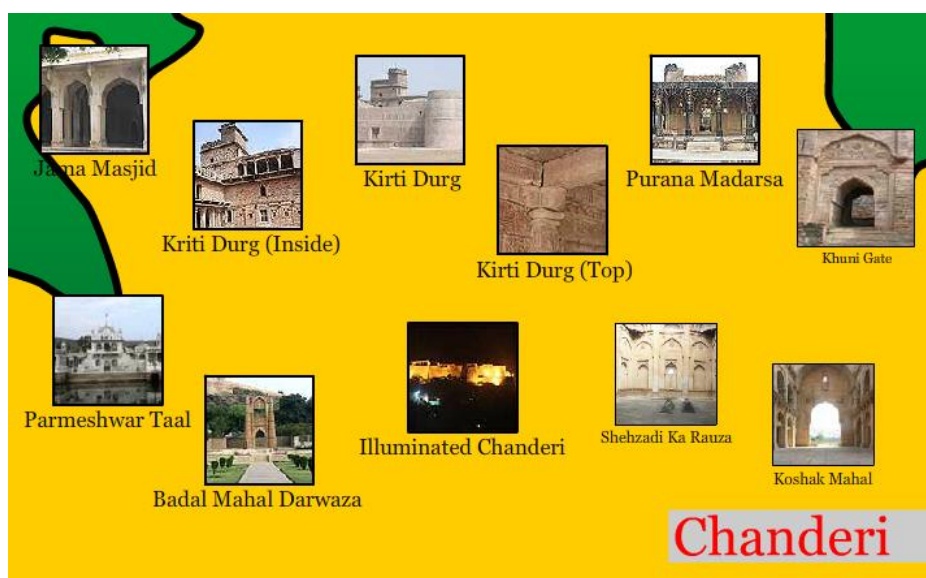 Jama Masjid
Kriti Durg (Inside)
Kirti Durg
Kirti Durg (Top)
Purana Madarsa
Khuni Gate
Parmeshwar Taal
Badal Mahal Darwaza
Illuminated Chanderi
Shehzadi Ka Rauza
Koshak Mahal
Chanderi